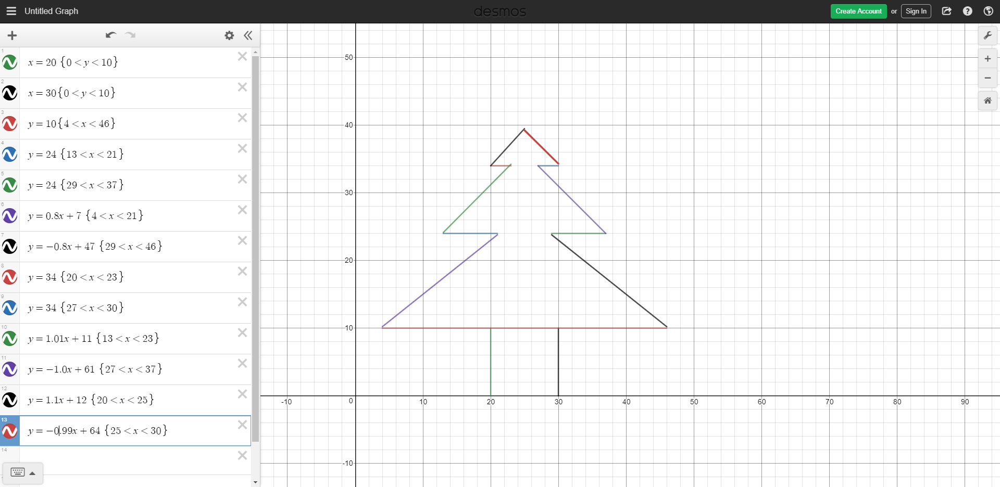 Untitled Graph
desmos
Create Account or Sign In
1
x = 20 {0 < y < 10}
2
x = 30{0 < y < 10}
3
y = 10{4 < x < 46}
4
y = 24 {13 < x < 21}
5
y = 24 {29 < x < 37}
6
y = 0.8x + 7 {4 < x < 21}
7
y = −0.8x + 47 {29 < x < 46}
8
y = 34 {20 < x < 23}
9
y = 34 {27 < x < 30}
10
y = 1.01x + 11 {13 < x < 23}
11
y = −1.0x + 61 {27 < x < 37}
12
y = 1.1x + 12 {20 < x < 25}
13
y = −0.99x + 64 {25 < x < 30}
14
50
40
30
20
10
-10 0 10 20 30 40 50 60 70 80 90
-10